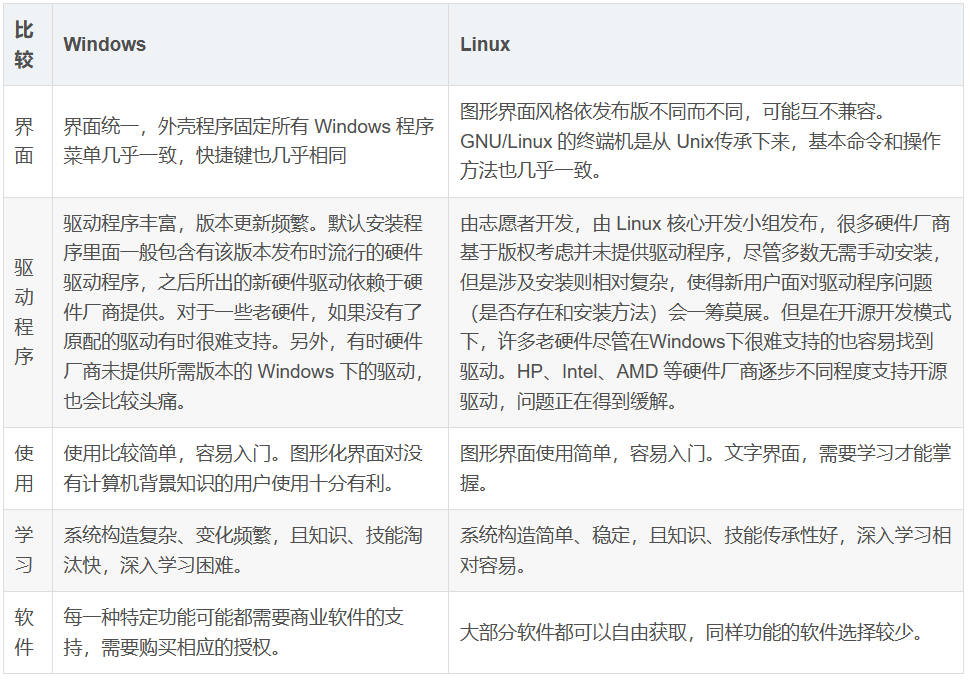 比
较
Windows
Linux
界
面
界面统一，外壳程序固定所有 Windows 程序
菜单几乎一致，快捷键也几乎相同
图形界面风格依发布版不同而不同，可能互不兼容。
GNU/Linux 的终端机是从 Unix传承下来，基本命令和操作
方法也几乎一致。
驱
动
程
序
驱动程序丰富，版本更新频繁。默认安装程
序里面一般包含有该版本发布时流行的硬件
驱动程序，之后所出的新硬件驱动依赖于硬
件厂商提供。对于一些老硬件，如果没有了
原配的驱动有时很难支持。另外，有时硬件
厂商未提供所需版本的 Windows 下的驱动，
也会比较头痛。
由志愿者开发，由 Linux 核心开发小组发布，很多硬件厂商
基于版权考虑并未提供驱动程序，尽管多数无需手动安装，
但是涉及安装则相对复杂，使得新用户面对驱动程序问题
（是否存在和安装方法）会一筹莫展。但是在开源开发模式
下，许多老硬件尽管在Windows下很难支持的也容易找到
驱动。HP、Intel、AMD 等硬件厂商逐步不同程度支持开源
驱动，问题正在得到缓解。
使
用
使用比较简单，容易入门。图形化界面对没
有计算机背景知识的用户使用十分有利。
图形界面使用简单，容易入门。文字界面，需要学习才能掌
握。
学
习
系统构造复杂、变化频繁，且知识、技能淘
汰快，深入学习困难。
系统构造简单、稳定，且知识、技能传承性好，深入学习相
对容易。
软
件
每一种特定功能可能都需要商业软件的支
持，需要购买相应的授权。
大部分软件都可以自由获取，同样功能的软件选择较少。